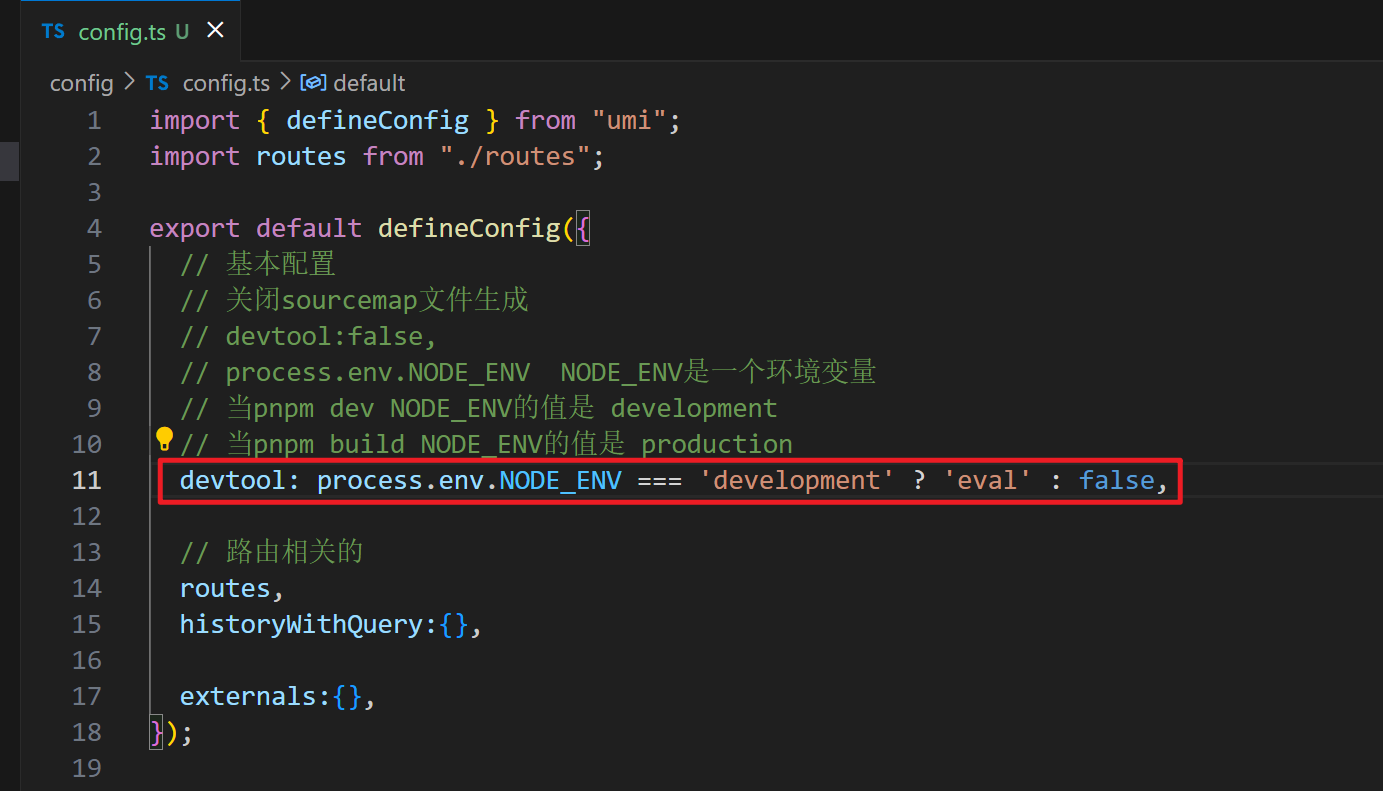 TS config.ts U ×
config > TS config.ts > default
1 import { defineConfig } from "umi";
2 import routes from "./routes";
3
4 export default defineConfig({
5 // 基本配置
6 // 关闭sourcemap文件生成
7 // devtool:false,
8 // process.env.NODE_ENV  NODE_ENV是一个环境变量
9 // 当pnpm dev NODE_ENV的值是 development
10 // 当pnpm build NODE_ENV的值是 production
11 devtool: process.env.NODE_ENV === 'development' ? 'eval' : false,
12
13 // 路由相关的
14 routes,
15 historyWithQuery:{},
16
17 externals:{},
18 });
19